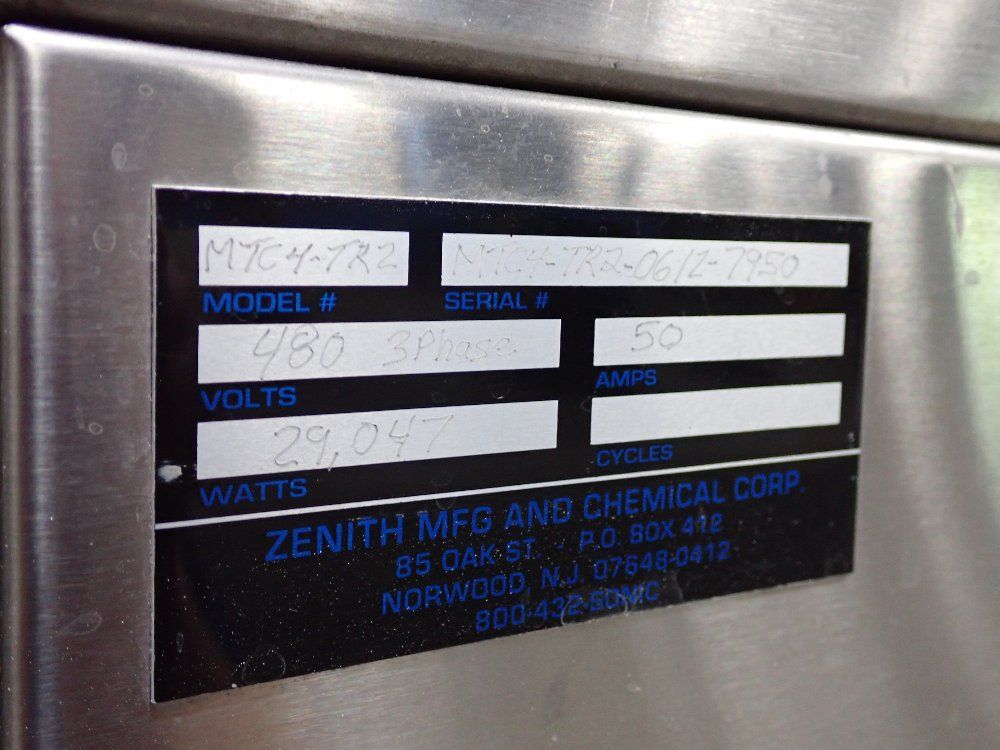 MTC4-TR2 MTC4-TR2-0612-7950
MODEL # SERIAL #
480 3Phase 50
VOLTS AMPS
29,047
WATTS CYCLES
ZENITH MFG AND CHEMICAL CORP.
85 OAK ST. . P.O. BOX 412
NORWOOD, N.J. 07648-0412
800-432-SONIC